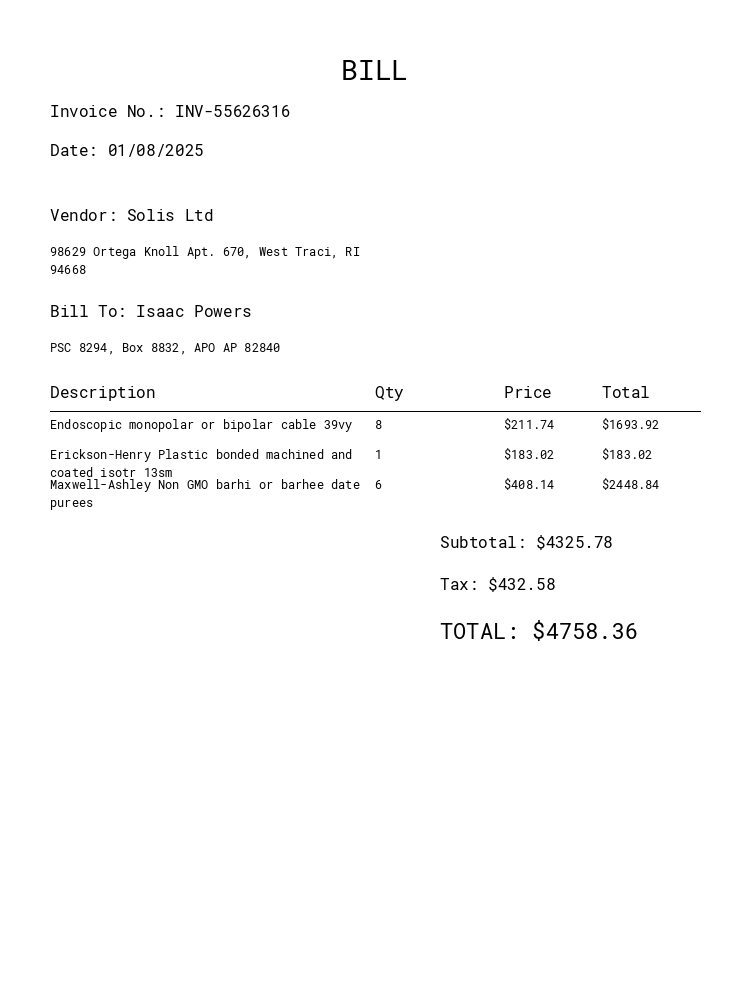 BILL
Invoice No.: INV-55626316
Date: 01/08/2025
Vendor: Solis Ltd
98629 Ortega Knoll Apt. 670, West Traci, RI
94668
Bill To: Isaac Powers
PSC 8294, Box 8832, APO AP 82840
Description Qty Price Total
Endoscopic monopolar or bipolar cable 39vy 8 $211.74 $1693.92
Erickson-Henry Plastic bonded machined and 1 $183.02 $183.02
coated isotr 13sm
Maxwell-Ashley Non GMO barhi or barhee date 6 $408.14 $2448.84
purees
Subtotal: $4325.78
Tax: $432.58
TOTAL: $4758.36